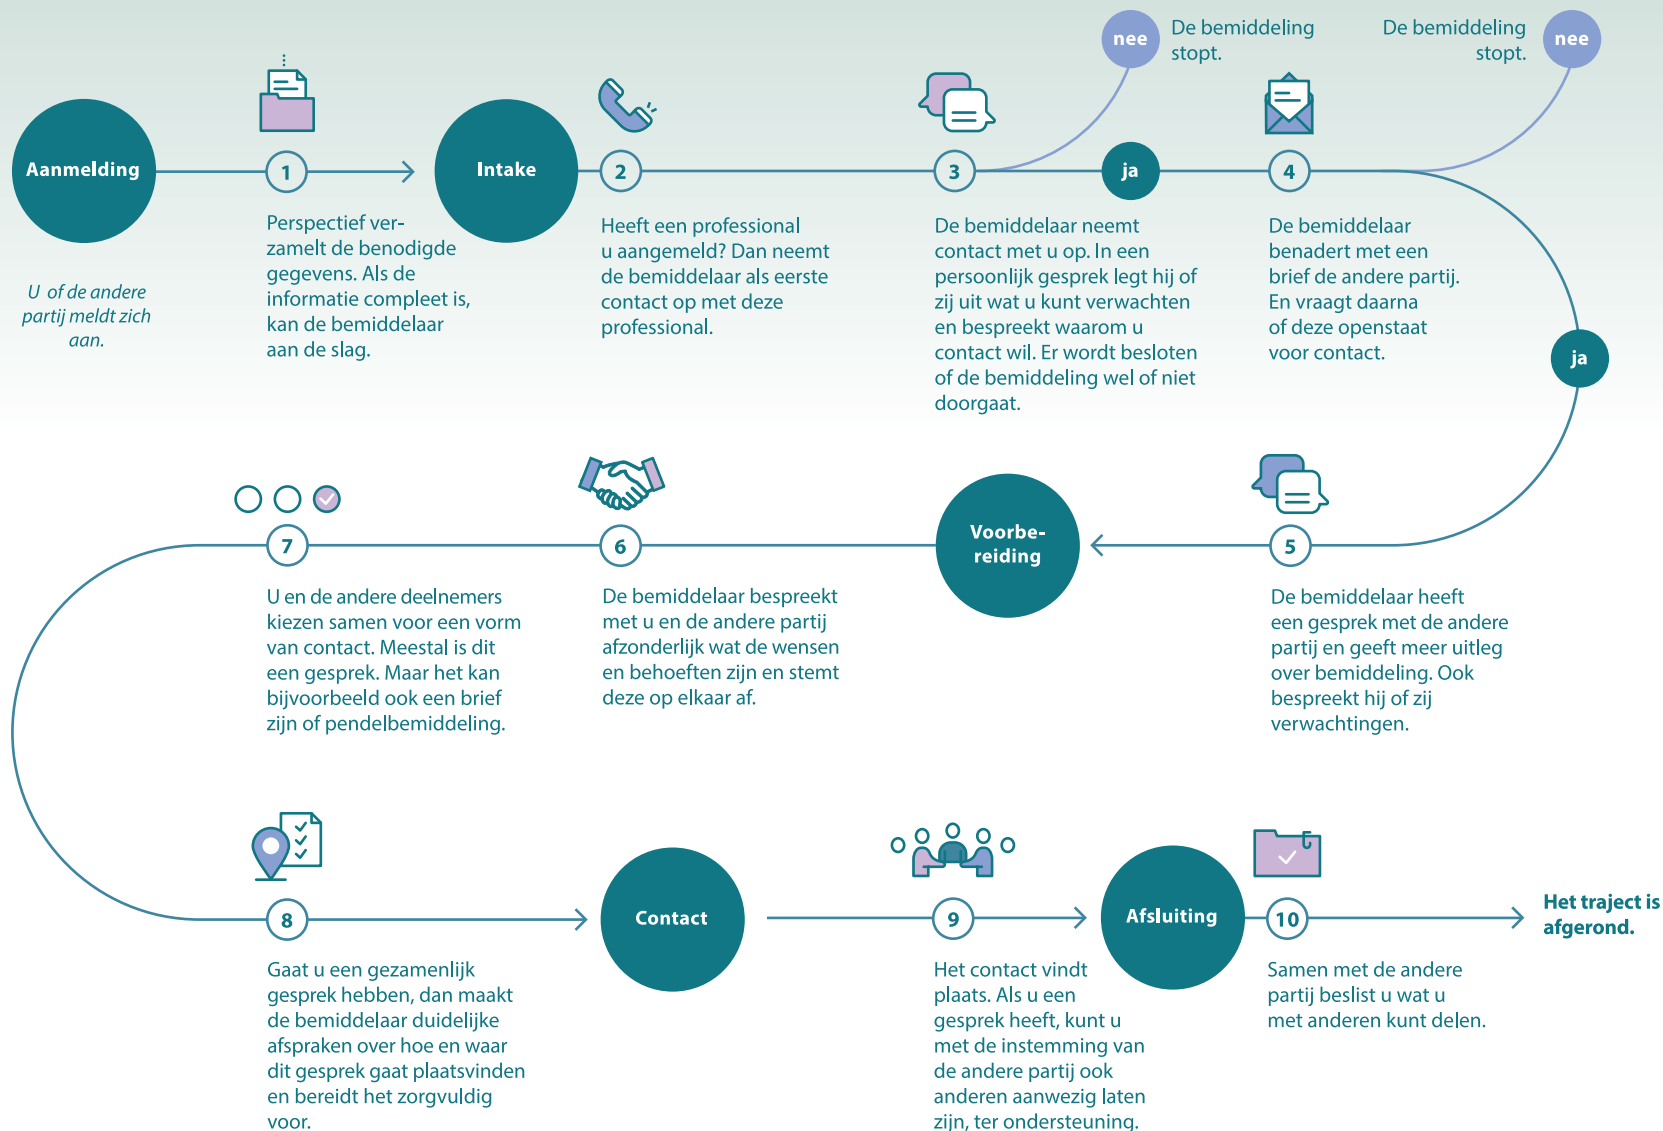 nee
De bemiddeling
stopt.
De bemiddeling
stopt.
nee
Aanmelding
U of de andere
partij meldt zich
aan.
1
Perspectief ver-
zamelt de benodigde
gegevens. Als de
informatie compleet is,
kan de bemiddelaar
aan de slag.
Intake
2
Heeft een professional
u aangemeld? Dan neemt
de bemiddelaar als eerste
contact op met deze
professional.
3
De bemiddelaar neemt
contact met u op. In een
persoonlijk gesprek legt hij of
zij uit wat u kunt verwachten
en bespreekt waarom u
contact wil. Er wordt besloten
of de bemiddeling wel of niet
doorgaat.
ja
4
De bemiddelaar
benadert met een
brief de andere partij.
En vraagt daarna
of deze openstaat
voor contact.
ja
5
De bemiddelaar heeft
een gesprek met de andere
partij en geeft meer uitleg
over bemiddeling. Ook
bespreekt hij of zij
verwachtingen.
Voorbe-
reiding
6
De bemiddelaar bespreekt
met u en de andere partij
afzonderlijk wat de wensen
en behoeften zijn en stemt
deze op elkaar af.
7
U en de andere deelnemers
kiezen samen voor een vorm
van contact. Meestal is dit
een gesprek. Maar het kan
bijvoorbeeld ook een brief
zijn of pendelbemiddeling.
8
Gaat u een gezamenlijk
gesprek hebben, dan maakt
de bemiddelaar duidelijke
afspraken over hoe en waar
dit gesprek gaat plaatsvinden
en bereidt het zorgvuldig
voor.
Contact
9
Het contact vindt
plaats. Als u een
gesprek heeft, kunt u
met de instemming van
de andere partij ook
anderen aanwezig laten
zijn, ter ondersteuning.
Afsluiting
10
Samen met de andere
partij beslist u wat u
met anderen kunt delen.
Het traject is
afgerond.